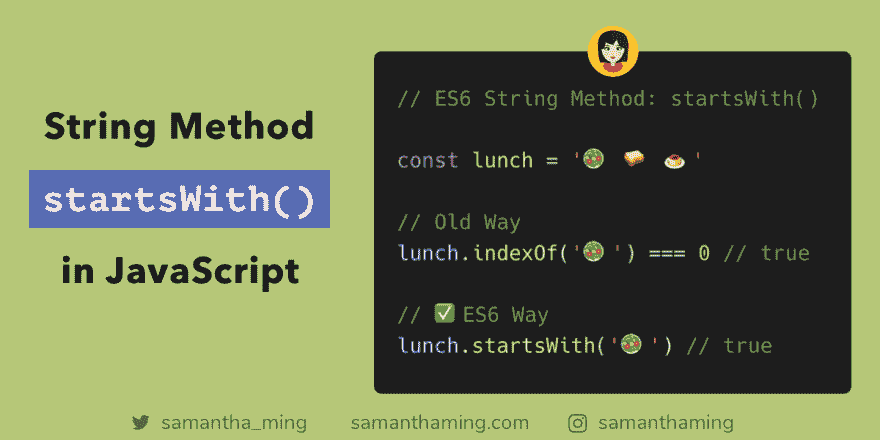 String Method
startsWith()
in JavaScript
// ES6 String Method: startsWith()
const lunch = '🥗 🥪 🍮 '
// Old Way
lunch.indexOf('🥗 ') === 0 // true
// ✅ ES6 Way
lunch.startsWith('🥗 ') // true
samantha_ming
samanthaming.com
samanthaming